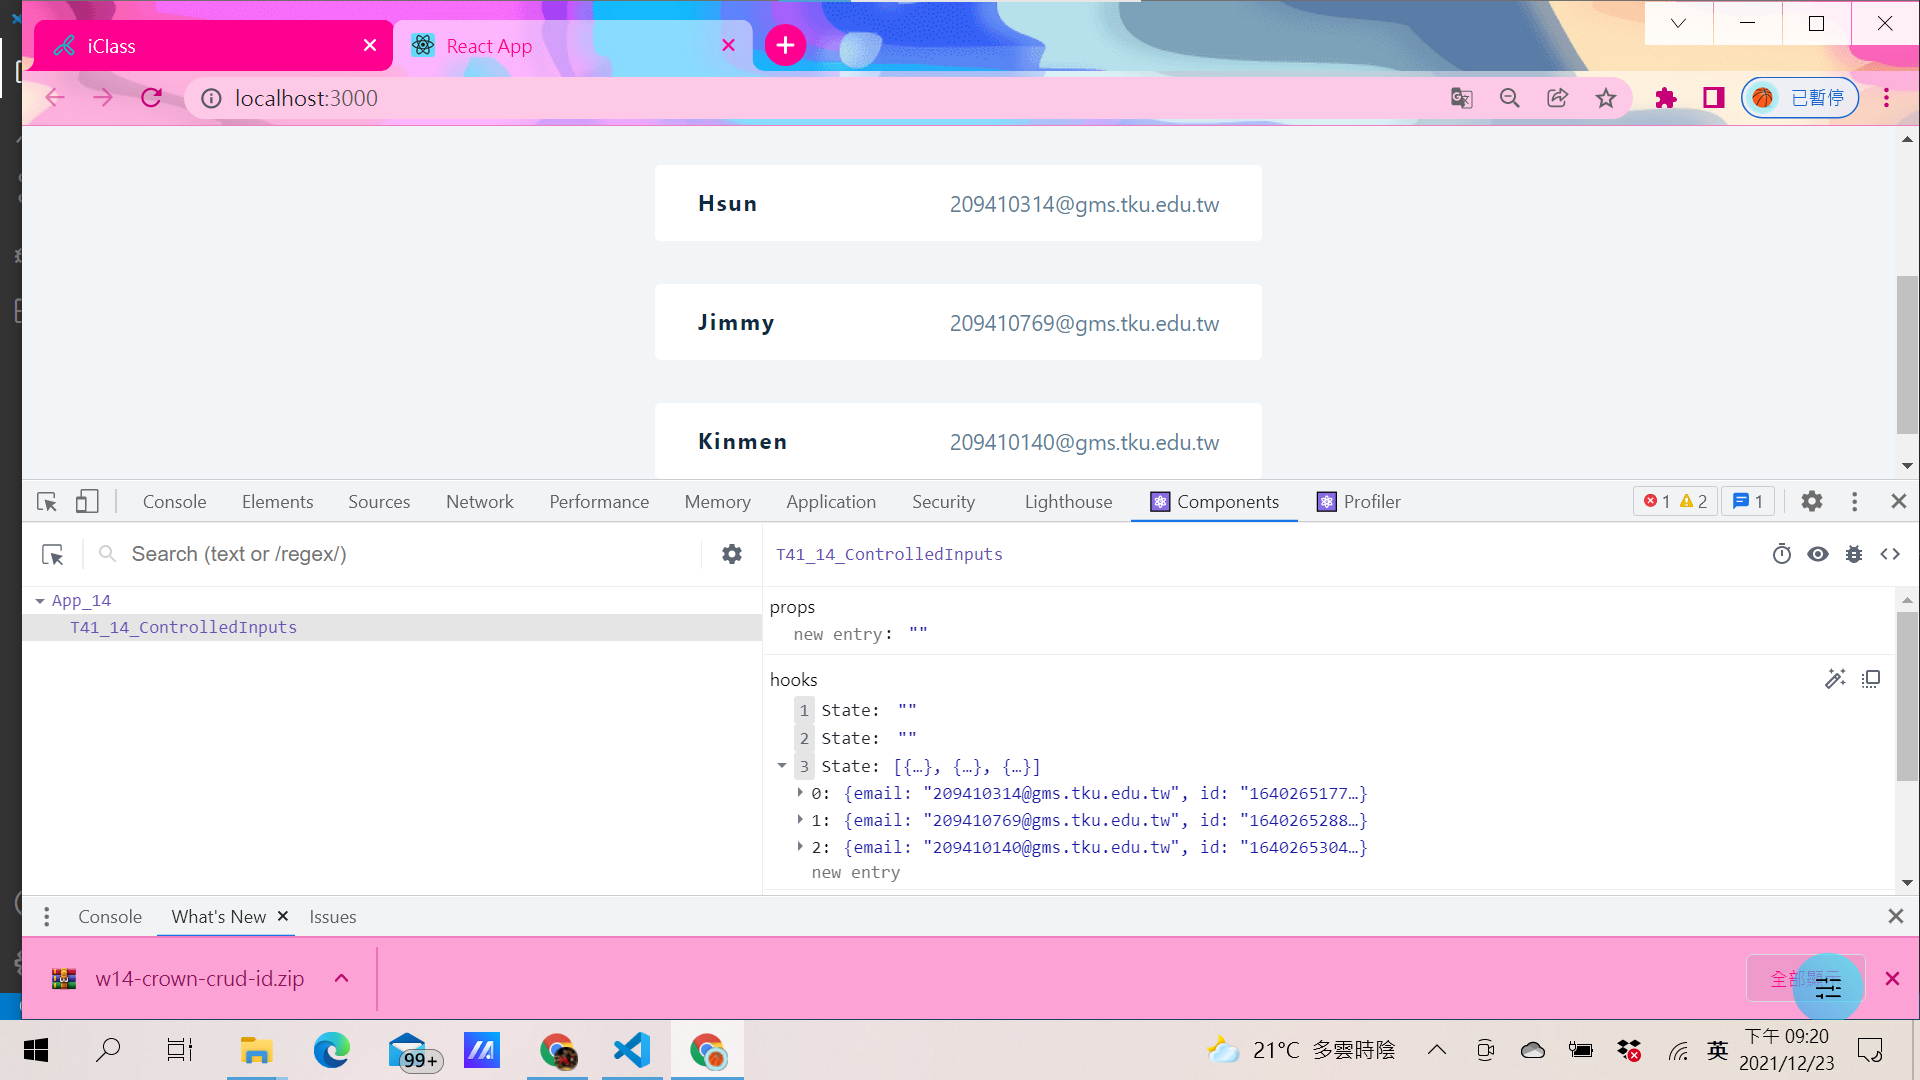 iClass
React App
localhost:3000
已暫停
Hsun 209410314@gms.tku.edu.tw
Jimmy 209410769@gms.tku.edu.tw
Kinmen 209410140@gms.tku.edu.tw
Console Elements Sources Network Performance Memory Application Security Lighthouse Components Profiler 1 2 1
Search (text or /regex/)
T41_14_ControlledInputs
App_14
T41_14_ControlledInputs
props
new entry: ""
hooks
1 State: ""
2 State: ""
3 State: [{…}, {…}, {…}]
0: {email: "209410314@gms.tku.edu.tw", id: "1640265177…}
1: {email: "209410769@gms.tku.edu.tw", id: "1640265288…}
2: {email: "209410140@gms.tku.edu.tw", id: "1640265304…}
new entry
Console What's New Issues
w14-crown-crud-id.zip
全部顯示
99+
21°C 多雲時陰
英
下午 09:20
2021/12/23